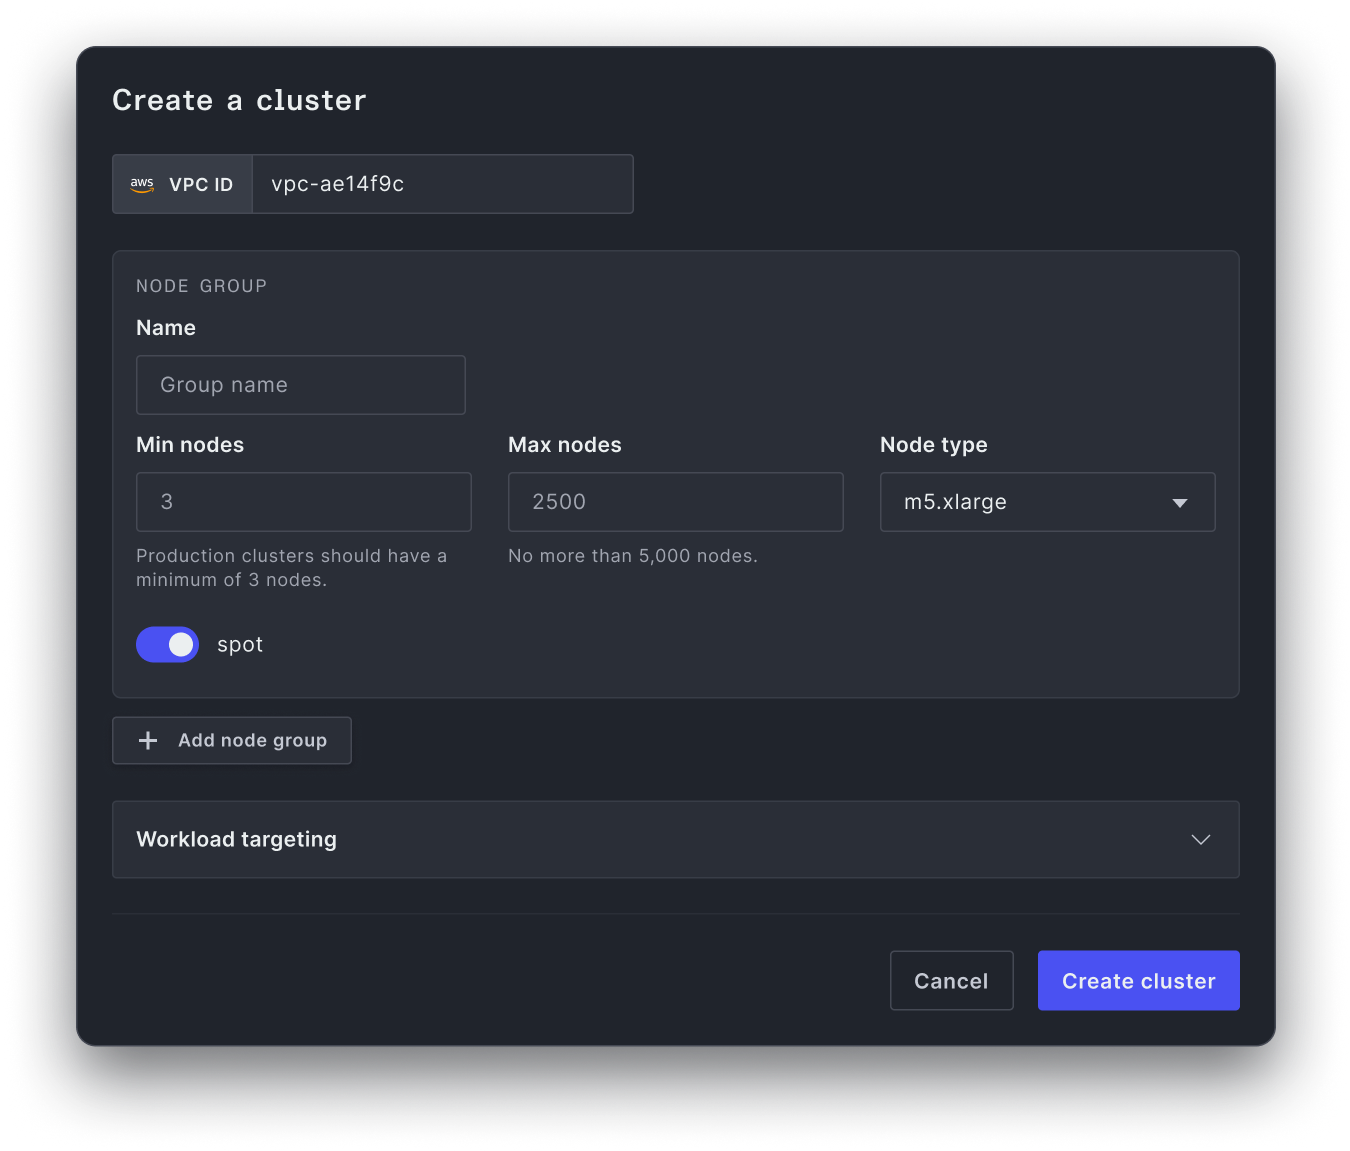 Create a cluster
aws VPC ID vpc-ae14f9c
NODE GROUP
Name
Group name
Min nodes
3
Production clusters should have a
minimum of 3 nodes.
Max nodes
2500
No more than 5,000 nodes.
Node type
m5.xlarge
spot
Add node group
Workload targeting
Cancel
Create cluster